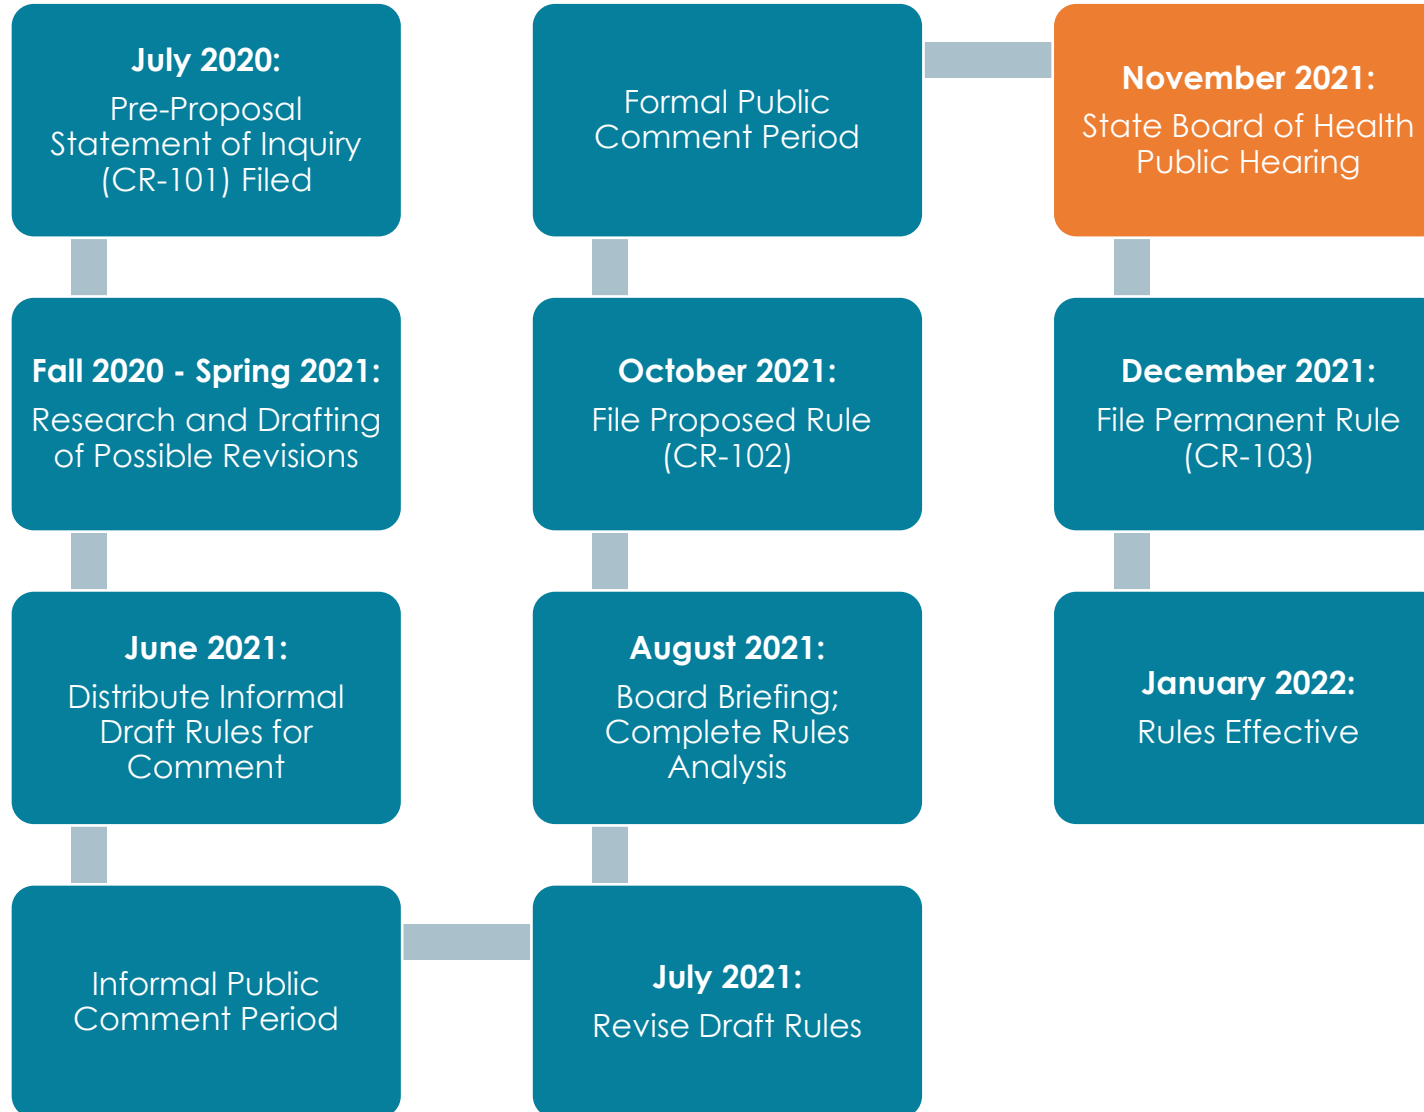 July 2020:
Pre-Proposal
Statement of Inquiry
(CR-101) Filed
Fall 2020 - Spring 2021:
Research and Drafting
of Possible Revisions
June 2021:
Distribute Informal
Draft Rules for
Comment
Informal Public
Comment Period
July 2021:
Revise Draft Rules
August 2021:
Board Briefing;
Complete Rules
Analysis
October 2021:
File Proposed Rule
(CR-102)
Formal Public
Comment Period
November 2021:
State Board of Health
Public Hearing
December 2021:
File Permanent Rule
(CR-103)
January 2022:
Rules Effective